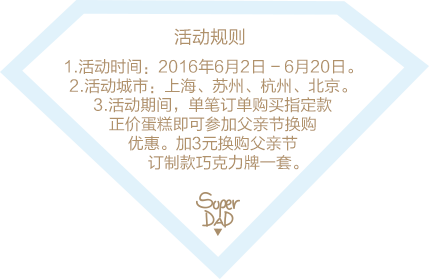 活动规则
1.活动时间：2016年6月2日－6月20日。
2.活动城市：上海、苏州、杭州、北京。
3.活动期间，单笔订单购买指定款
正价蛋糕即可参加父亲节换购
优惠。加3元换购父亲节
订制款巧克力牌一套。
Super
DAD